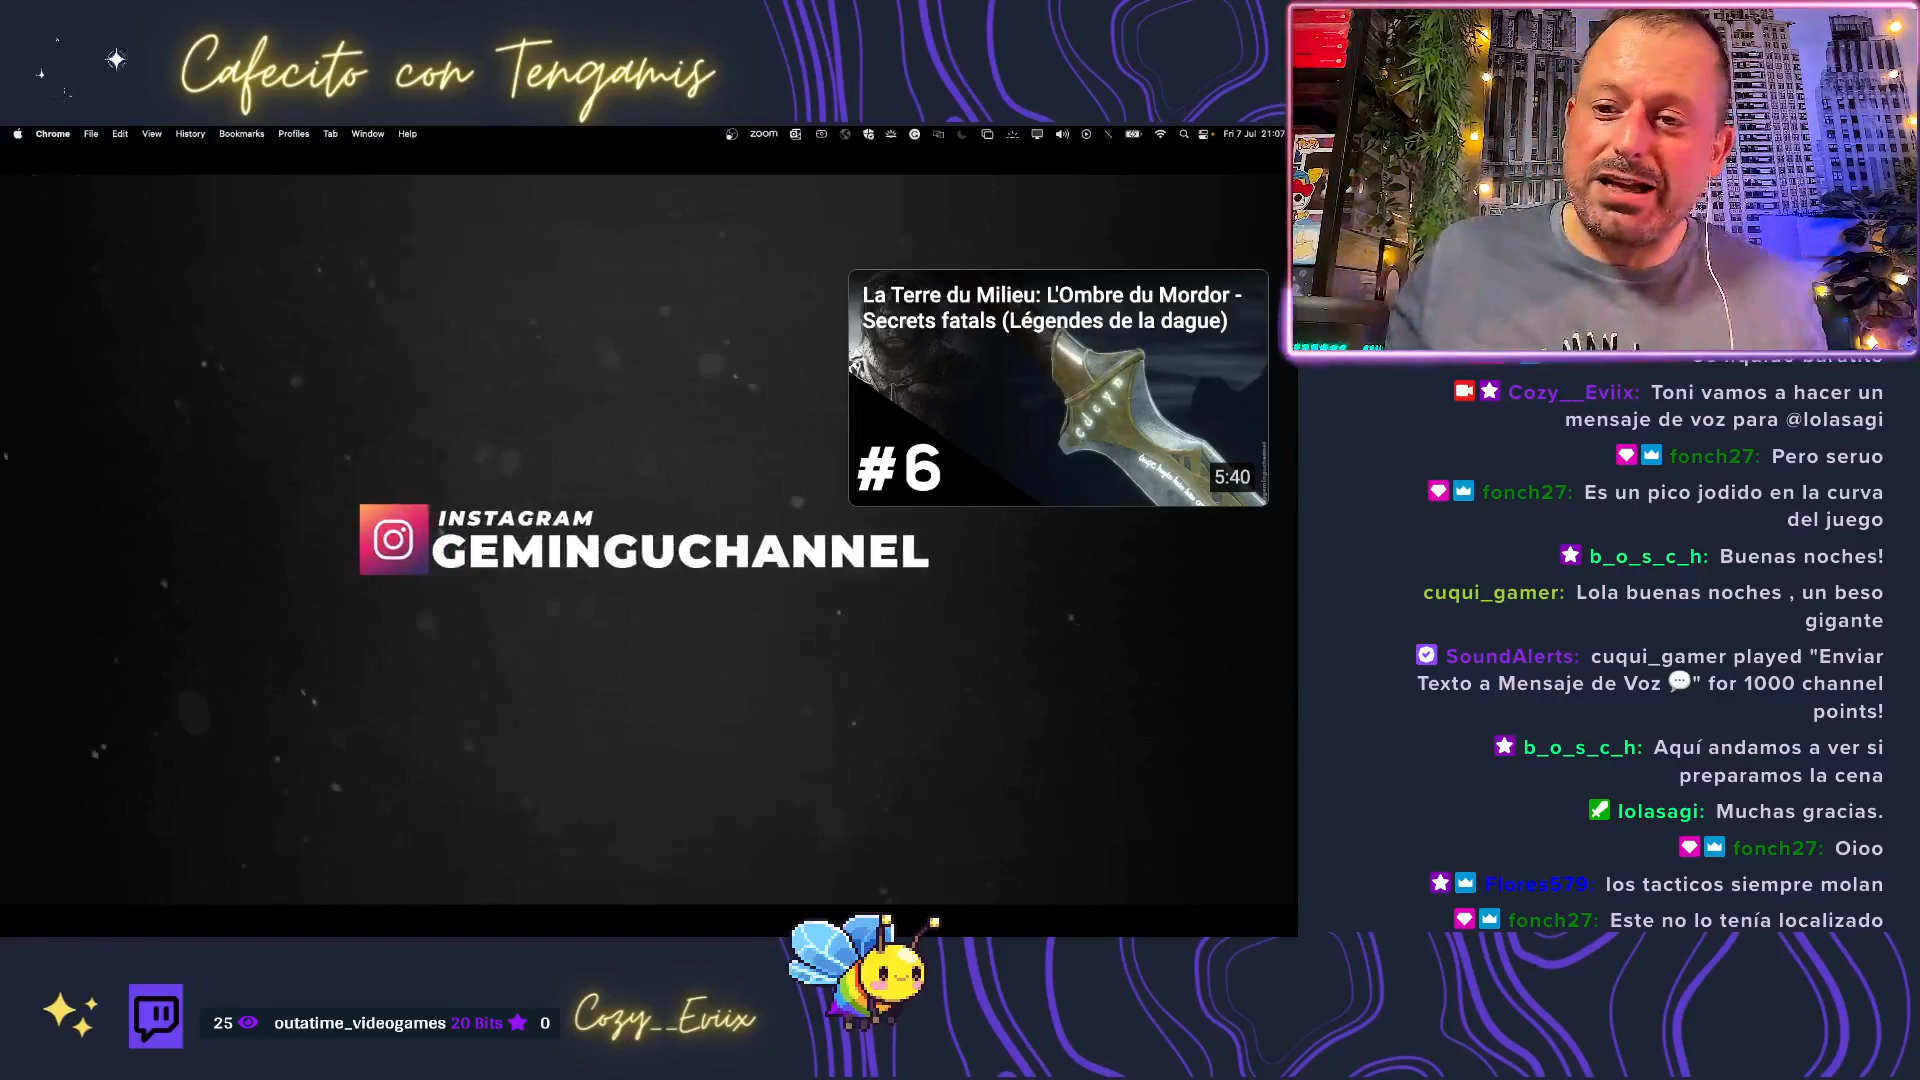 Cafecito con Tengamis
Chrome File Edit View History Bookmarks Profiles Tab Window Help
zoom
Fri 7 Jul 21:07
La Terre du Milieu: L'Ombre du Mordor -
Secrets fatals (Légendes de la dague)
#6
5:40
INSTAGRAM
GEMINGUCHANNEL
Cozy__Eviix: Toni vamos a hacer un
mensaje de voz para @lolasagi
fonch27: Pero seruo
fonch27: Es un pico jodido en la curva
del juego
b_o_s_c_h: Buenas noches!
cuqui_gamer: Lola buenas noches , un beso
gigante
SoundAlerts: cuqui_gamer played "Enviar
Texto a Mensaje de Voz 💬" for 1000 channel
points!
b_o_s_c_h: Aquí andamos a ver si
preparamos la cena
lolasagi: Muchas gracias.
fonch27: Oioo
Flores579: los tacticos siempre molan
fonch27: Este no lo tenía localizado
25 outatime_videogames 20 Bits 0
Cozy__Eviix